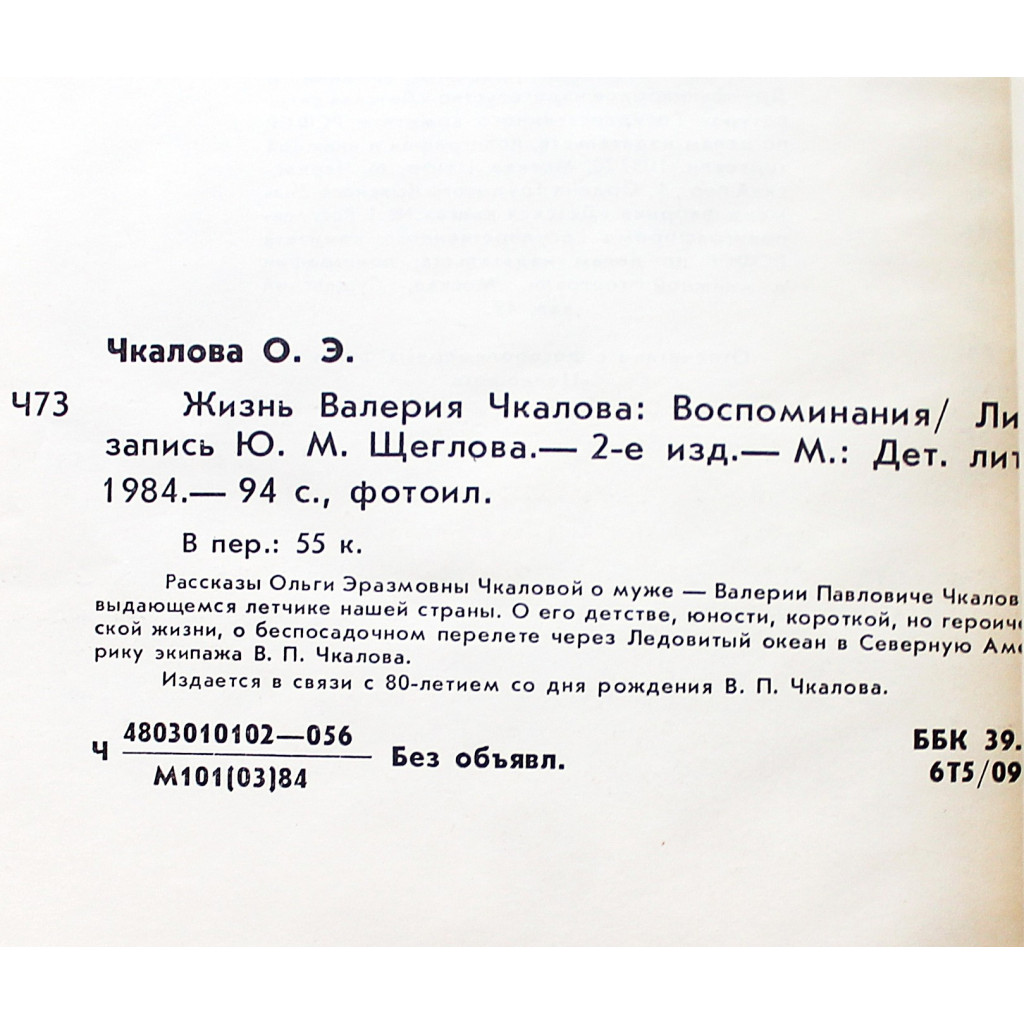 Чкалова О. Э.
Ч73 Жизнь Валерия Чкалова: Воспоминания/ Ли
запись Ю. М. Щеглова.— 2-е изд.— М.: Дет. лит
1984.— 94 с., фотоил.
В пер.: 55 к.
Рассказы Ольги Эразмовны Чкаловой о муже — Валерии Павловиче Чкалов
выдающемся летчике нашей страны. О его детстве, юности, короткой, но героиче
ской жизни, о беспосадочном перелете через Ледовитый океан в Северную Аме
рику экипажа В. П. Чкалова.
Издается в связи с 80-летием со дня рождения В. П. Чкалова.
Ч 4803010102—056 Без объявл. ББК 39.
М101(03)84 6Т5/09